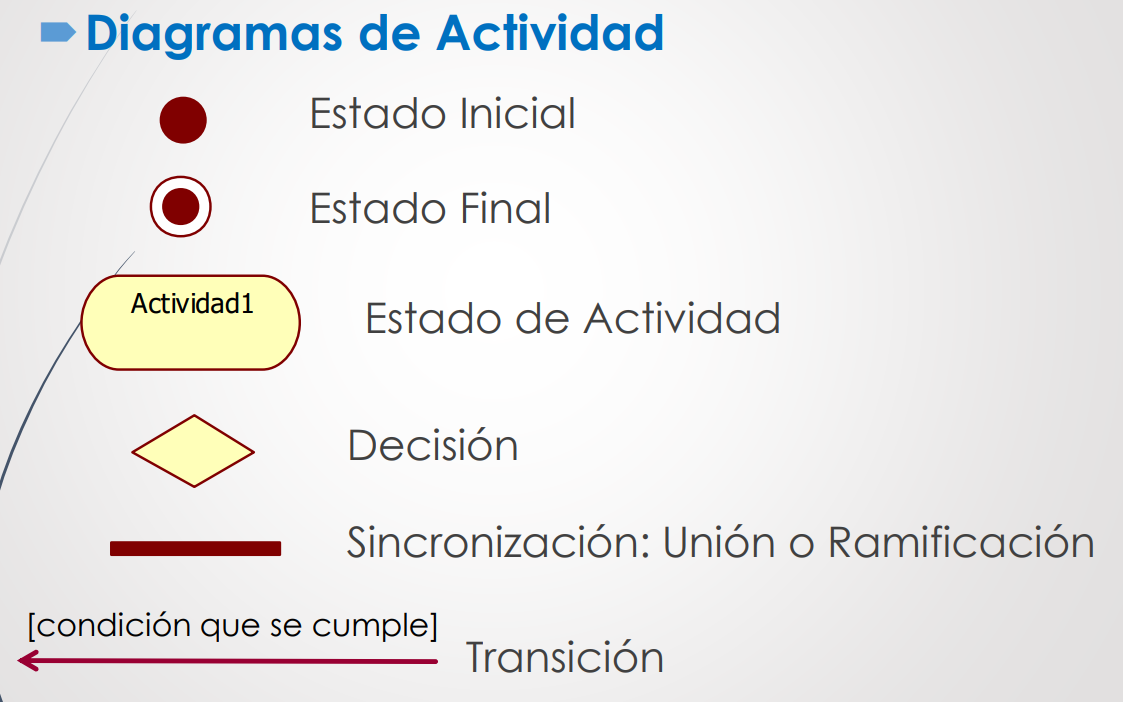 Diagramas de Actividad
Estado Inicial
Estado Final
Actividad1
Estado de Actividad
Decisión
Sincronización: Unión o Ramificación
[condición que se cumple]
Transición